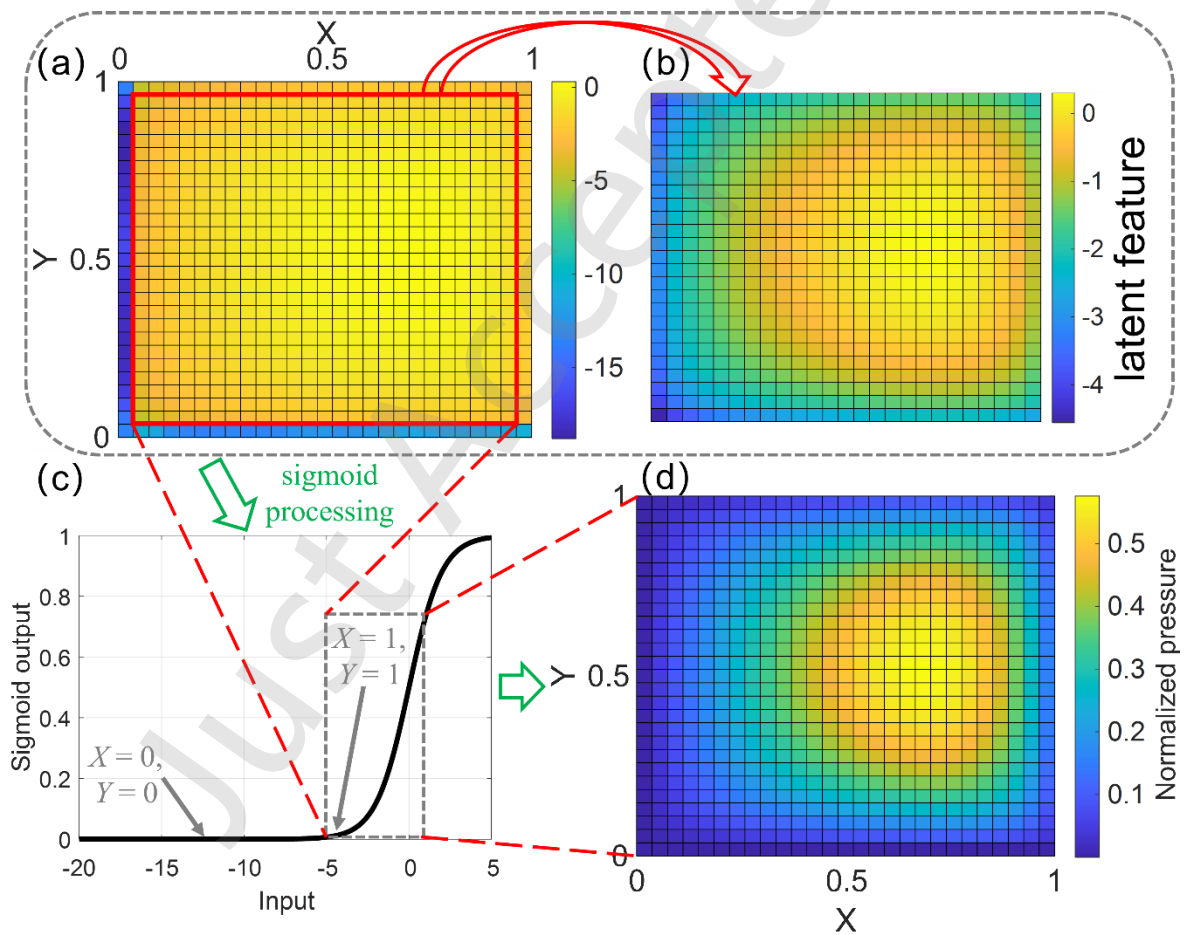 X
0 0.5 1
(a)
(b)
1
0.5
0
Y
0
-5
-10
-15
0
-1
-2
-3
-4
latent feature
(c)
sigmoid
processing
(d)
1
0.8
0.6
0.4
0.2
0
Sigmoid output
X = 1,
Y = 1
X = 0,
Y = 0
-20 -15 -10 -5 0 5
Input
1
0.5
0
Y
0 0.5 1
X
0.5
0.4
0.3
0.2
0.1
Normalized pressure
Just Accepte